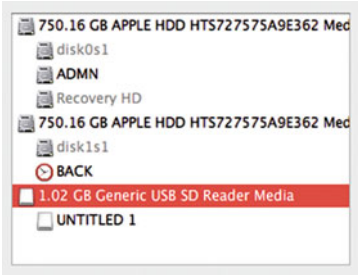 750.16 GB APPLE HDD HTS727575A9E362 Med
disk0s1
ADMN
Recovery HD
750.16 GB APPLE HDD HTS727575A9E362 Med
disk1s1
BACK
1.02 GB Generic USB SD Reader Media
UNTITLED 1